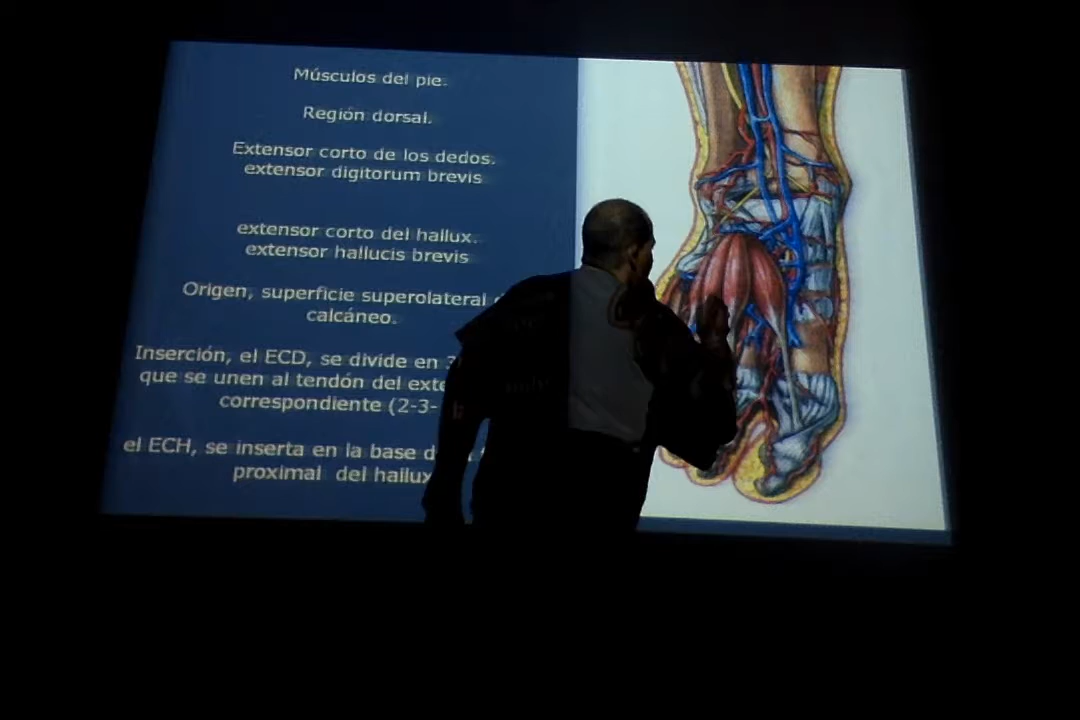 Músculos del pie.
Región dorsal.
Extensor corto de los dedos.
extensor digitorum brevis
extensor corto del hallux.
extensor hallucis brevis
Origen, superficie superolateral
calcáneo.
Inserción, el ECD, se divide en 3
que se unen al tendón del
correspondiente (2-3-
el ECH, se inserta en la base
proximal del hallux